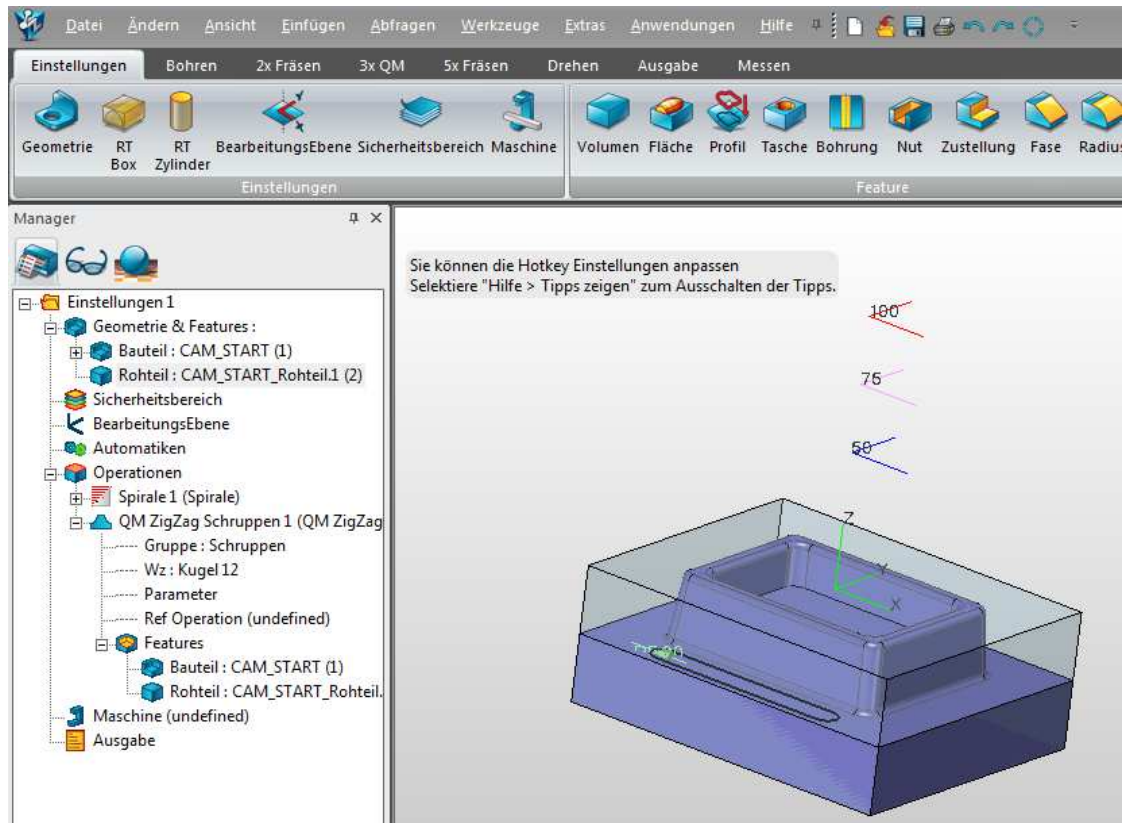 Datei Ändern Ansicht Einfügen Abfragen Werkzeuge Extras Anwendungen Hilfe
Einstellungen Bohren 2x Fräsen 3x QM 5x Fräsen Drehen Ausgabe Messen
Geometrie RT Box RT Zylinder BearbeitungsEbene Sicherheitsbereich Maschine Volumen Fläche Profil Tasche Bohrung Nut Zustellung Fase Radius
Einstellungen Feature
Manager
Einstellungen 1
Geometrie & Features :
Bauteil : CAM_START (1)
Rohteil : CAM_START_Rohteil.1 (2)
Sicherheitsbereich
BearbeitungsEbene
Automatiken
Operationen
Spirale 1 (Spirale)
QM ZigZag Schruppen 1 (QM ZigZag
Gruppe : Schruppen
Wz : Kugel 12
Parameter
Ref Operation (undefined)
Features
Bauteil : CAM_START (1)
Rohteil : CAM_START_Rohteil.
Maschine (undefined)
Ausgabe
Sie können die Hotkey Einstellungen anpassen
Selektiere "Hilfe > Tipps zeigen" zum Ausschalten der Tipps.
100
75
50
Z
Y
X